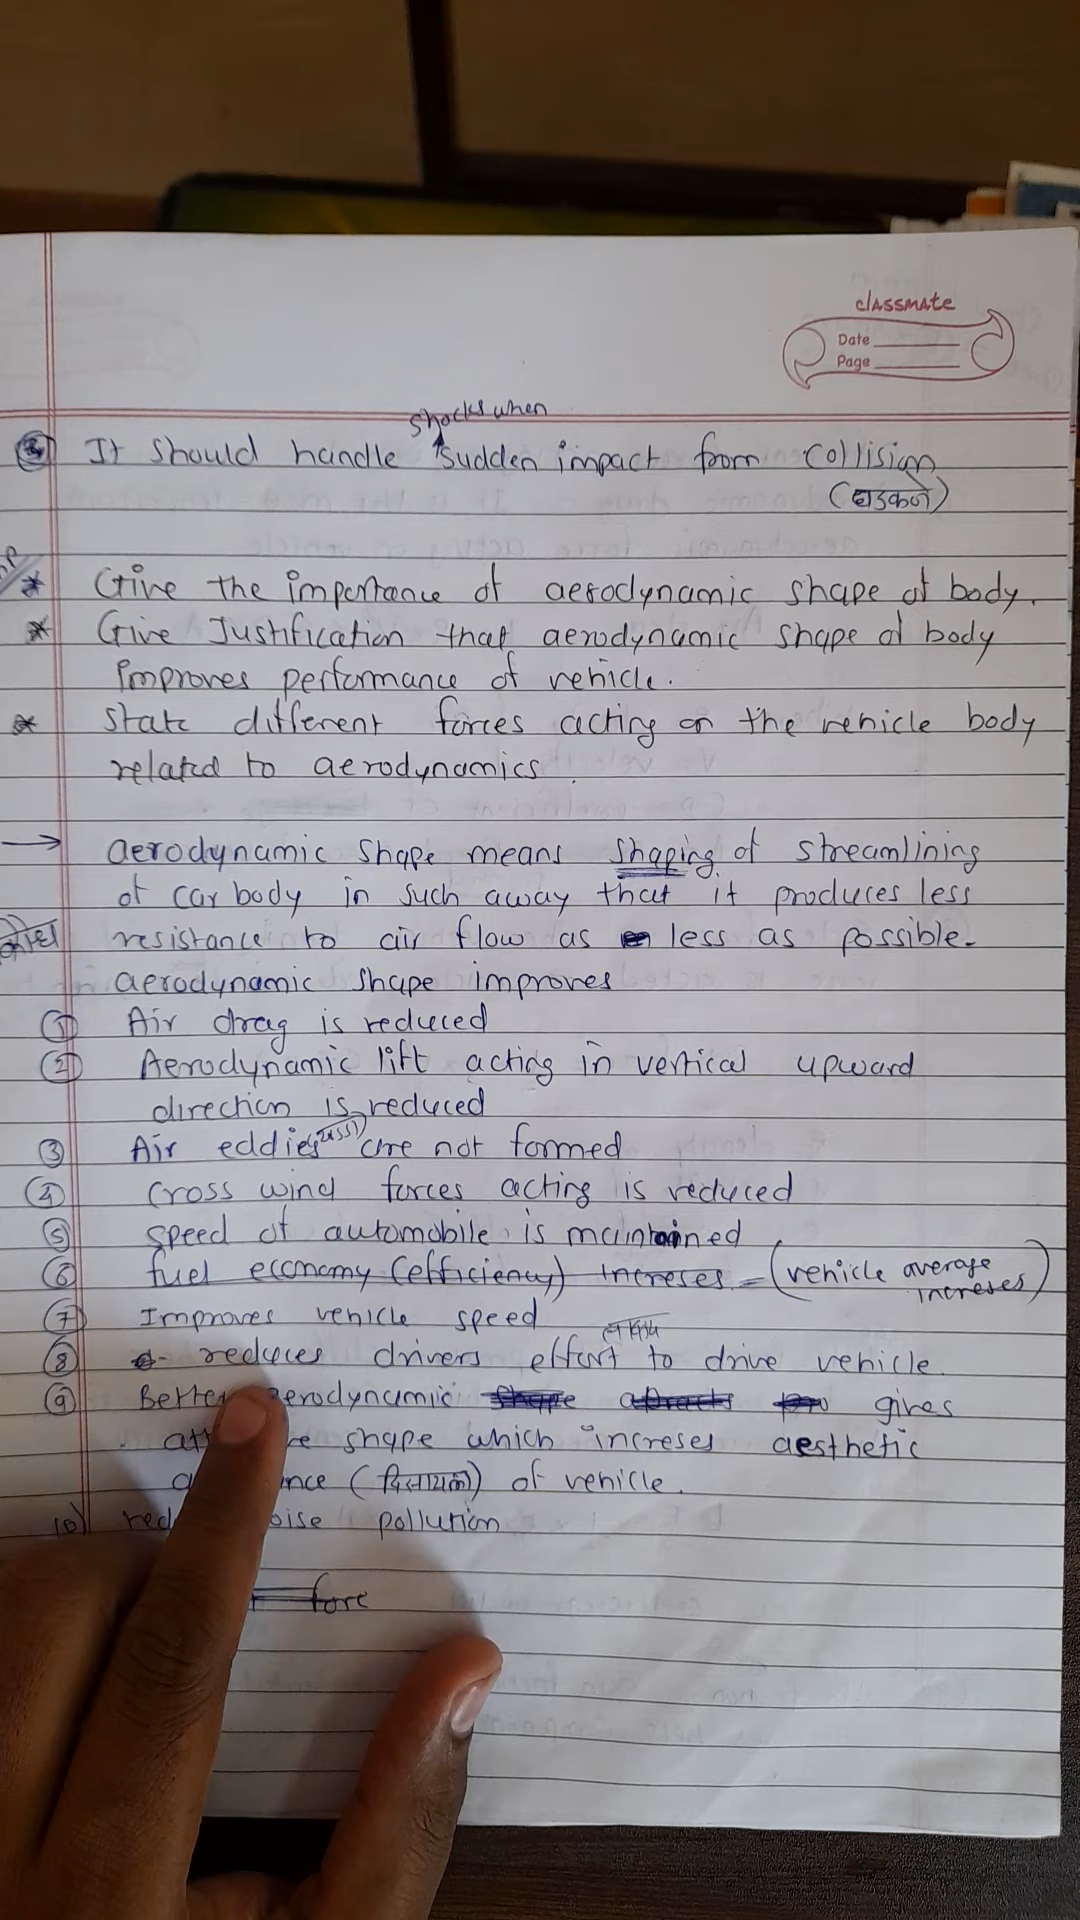 classmate
Date
Page
shocks when
③ It should handle sudden impact from collision
(धडकने)
* Give the importance of aerodynamic shape of body.
* Give Justification that aerodynamic shape of body
improves performance of vehicle.
* State different forces acting on the vehicle body
related to aerodynamics.
→ aerodynamic shape means shaping of streamlining
of car body in such away that it produces less
resistance to air flow as less as possible.
aerodynamic shape improves
① Air drag is reduced
② Aerodynamic lift acting in vertical upward
direction is reduced
③ Air eddies are not formed
④ Cross wind forces acting is reduced
⑤ speed of automobile is maintained
⑥ fuel economy (efficiency) increses = (vehicle average
increses)
⑦ Improves vehicle speed
⑧ reduces drivers effort to drive vehicle
⑨ Better aerodynamic shape gives
shape which increses aesthetic
of vehicle.
10) pollution
fore